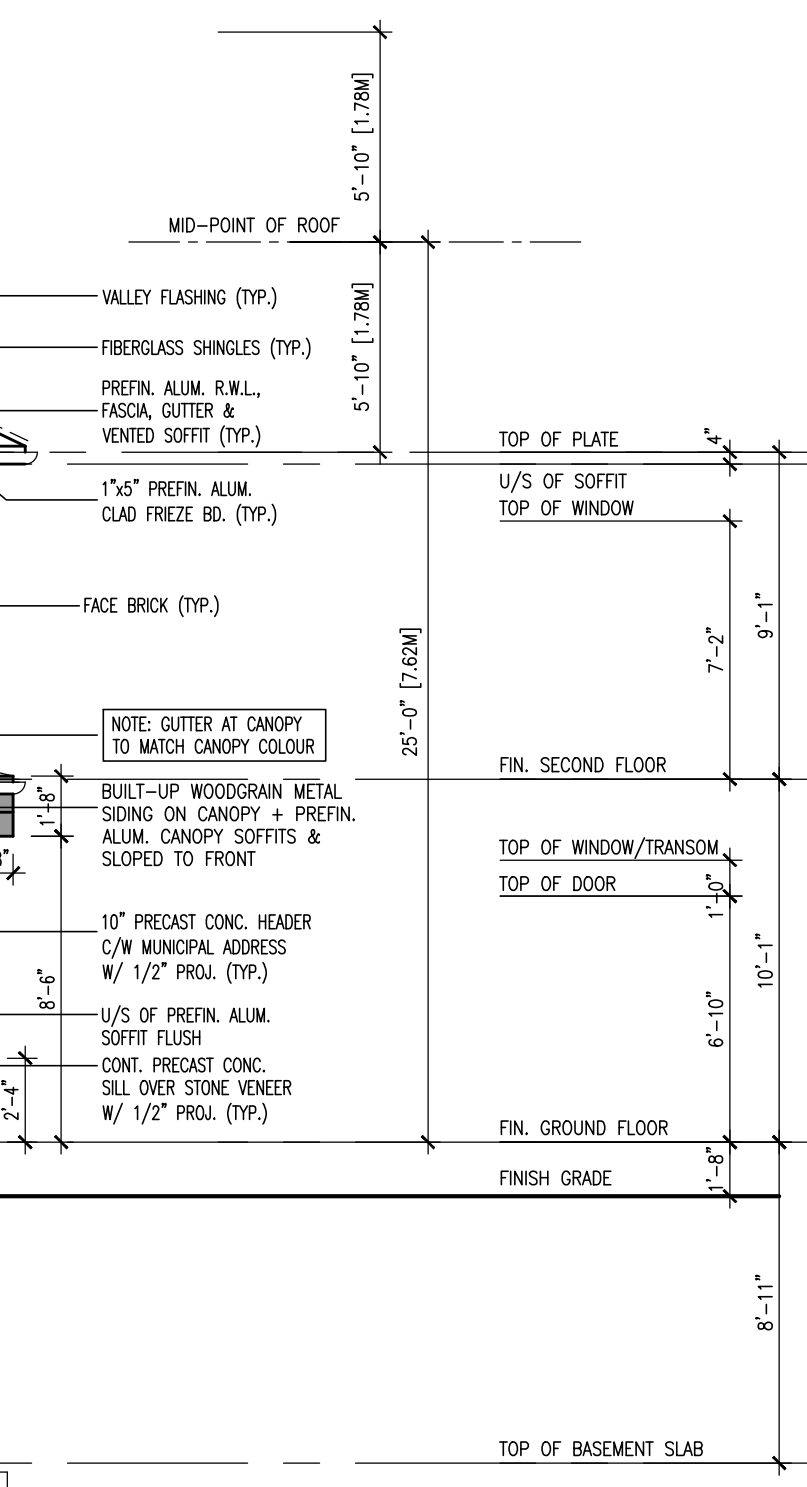 5'-10" [1.78M]
MID-POINT OF ROOF
5'-10" [1.78M]
VALLEY FLASHING (TYP.)
FIBERGLASS SHINGLES (TYP.)
PREFIN. ALUM. R.W.L.,
FASCIA, GUTTER &
VENTED SOFFIT (TYP.)
1"x5" PREFIN. ALUM.
CLAD FRIEZE BD. (TYP.)
FACE BRICK (TYP.)
NOTE: GUTTER AT CANOPY
TO MATCH CANOPY COLOUR
1'-8"
BUILT-UP WOODGRAIN METAL
SIDING ON CANOPY + PREFIN.
ALUM. CANOPY SOFFITS &
SLOPED TO FRONT
10" PRECAST CONC. HEADER
C/W MUNICIPAL ADDRESS
W/ 1/2" PROJ. (TYP.)
8'-6"
U/S OF PREFIN. ALUM.
SOFFIT FLUSH
CONT. PRECAST CONC.
SILL OVER STONE VENEER
W/ 1/2" PROJ. (TYP.)
2'-4"
25'-0" [7.62M]
TOP OF PLATE
4"
U/S OF SOFFIT
TOP OF WINDOW
7'-2"
9'-1"
FIN. SECOND FLOOR
TOP OF WINDOW/TRANSOM
TOP OF DOOR
1'-0"
10'-1"
6'-10"
FIN. GROUND FLOOR
1'-8"
FINISH GRADE
8'-11"
TOP OF BASEMENT SLAB